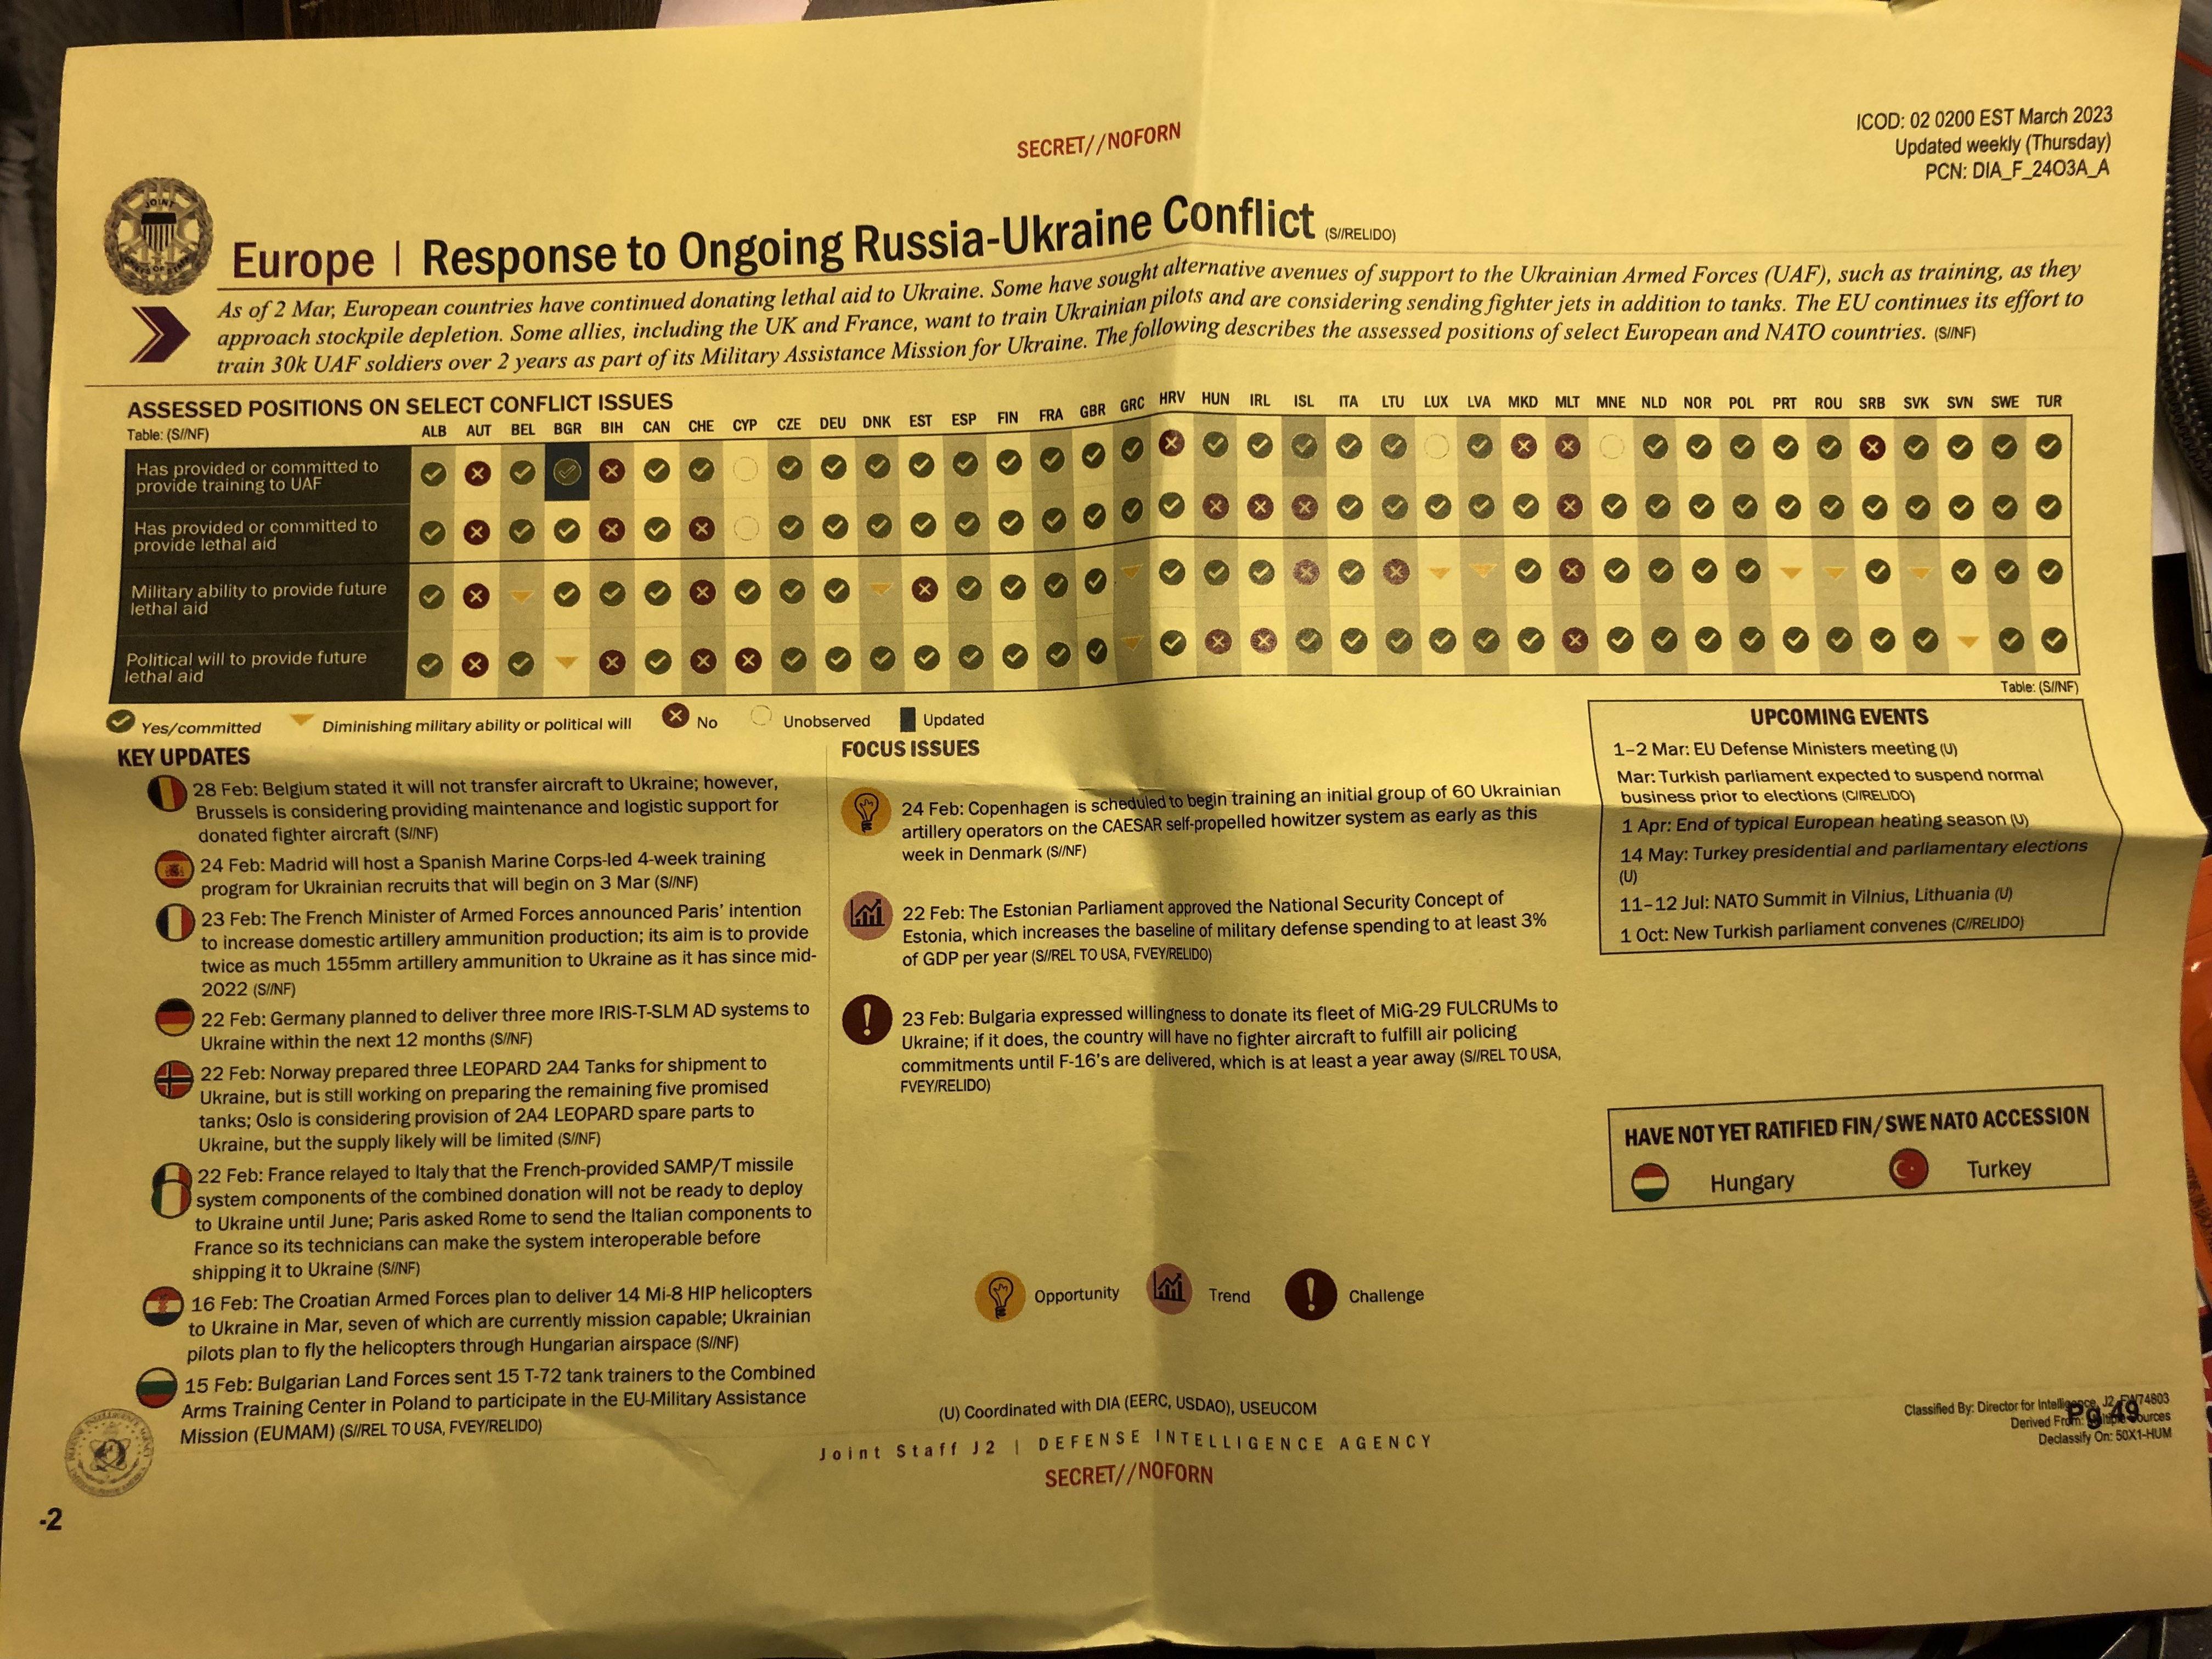 ICOD: 02 0200 EST March 2023
Updated weekly (Thursday)
PCN: DIA_F_24O3A_A
SECRET//NOFORN
JOINT
Europe | Response to Ongoing Russia-Ukraine Conflict (S//RELIDO)
As of 2 Mar, European countries have continued donating lethal aid to Ukraine. Some have sought alternative avenues of support to the Ukrainian Armed Forces (UAF), such as training, as they
approach stockpile depletion. Some allies, including the UK and France, want to train Ukrainian pilots and are considering sending fighter jets in addition to tanks. The EU continues its effort to
train 30k UAF soldiers over 2 years as part of its Military Assistance Mission for Ukraine. The following describes the assessed positions of select European and NATO countries. (S//NF)
ASSESSED POSITIONS ON SELECT CONFLICT ISSUES
Table: (S//NF)
ALB AUT BEL BGR BIH CAN CHE CYP CZE DEU DNK EST ESP FIN FRA GBR GRC HRV HUN IRL ISL ITA LTU LUX LVA MKD MLT MNE NLD NOR POL PRT ROU SRB SVK SVN SWE TUR
Has provided or committed to
provide training to UAF
Has provided or committed to
provide lethal aid
Military ability to provide future
lethal aid
Political will to provide future
lethal aid
Table: (S//NF)
Yes/committed Diminishing military ability or political will No Unobserved Updated
KEY UPDATES
28 Feb: Belgium stated it will not transfer aircraft to Ukraine; however,
Brussels is considering providing maintenance and logistic support for
donated fighter aircraft (S//NF)
24 Feb: Madrid will host a Spanish Marine Corps-led 4-week training
program for Ukrainian recruits that will begin on 3 Mar (S//NF)
23 Feb: The French Minister of Armed Forces announced Paris' intention
to increase domestic artillery ammunition production; its aim is to provide
twice as much 155mm artillery ammunition to Ukraine as it has since mid-
2022 (S//NF)
22 Feb: Germany planned to deliver three more IRIS-T-SLM AD systems to
Ukraine within the next 12 months (S//NF)
22 Feb: Norway prepared three LEOPARD 2A4 Tanks for shipment to
Ukraine, but is still working on preparing the remaining five promised
tanks; Oslo is considering provision of 2A4 LEOPARD spare parts to
Ukraine, but the supply likely will be limited (S//NF)
22 Feb: France relayed to Italy that the French-provided SAMP/T missile
system components of the combined donation will not be ready to deploy
to Ukraine until June; Paris asked Rome to send the Italian components to
France so its technicians can make the system interoperable before
shipping it to Ukraine (S//NF)
16 Feb: The Croatian Armed Forces plan to deliver 14 Mi-8 HIP helicopters
to Ukraine in Mar, seven of which are currently mission capable; Ukrainian
pilots plan to fly the helicopters through Hungarian airspace (S//NF)
15 Feb: Bulgarian Land Forces sent 15 T-72 tank trainers to the Combined
Arms Training Center in Poland to participate in the EU-Military Assistance
Mission (EUMAM) (S//REL TO USA, FVEY/RELIDO)
FOCUS ISSUES
24 Feb: Copenhagen is scheduled to begin training an initial group of 60 Ukrainian
artillery operators on the CAESAR self-propelled howitzer system as early as this
week in Denmark (S//NF)
22 Feb: The Estonian Parliament approved the National Security Concept of
Estonia, which increases the baseline of military defense spending to at least 3%
of GDP per year (S//REL TO USA, FVEY/RELIDO)
23 Feb: Bulgaria expressed willingness to donate its fleet of MiG-29 FULCRUMs to
Ukraine; if it does, the country will have no fighter aircraft to fulfill air policing
commitments until F-16's are delivered, which is at least a year away (S//REL TO USA,
FVEY/RELIDO)
Opportunity Trend Challenge
UPCOMING EVENTS
1–2 Mar: EU Defense Ministers meeting (U)
Mar: Turkish parliament expected to suspend normal
business prior to elections (C//RELIDO)
1 Apr: End of typical European heating season (U)
14 May: Turkey presidential and parliamentary elections
(U)
11–12 Jul: NATO Summit in Vilnius, Lithuania (U)
1 Oct: New Turkish parliament convenes (C//RELIDO)
HAVE NOT YET RATIFIED FIN/SWE NATO ACCESSION
Hungary Turkey
(U) Coordinated with DIA (EERC, USDAO), USEUCOM
Joint Staff J2 | DEFENSE INTELLIGENCE AGENCY
SECRET//NOFORN
Classified By: Director for Intelligence, J2, 74803
Derived From: Sources
Declassify On: 50X1-HUM
Pg 49
-2